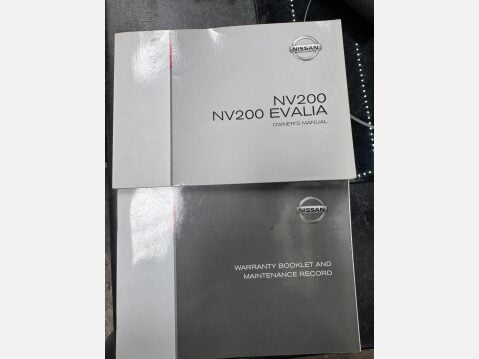 NISSAN
NV200
NV200 EVALIA
OWNER'S MANUAL
NISSAN
WARRANTY BOOKLET AND
MAINTENANCE RECORD